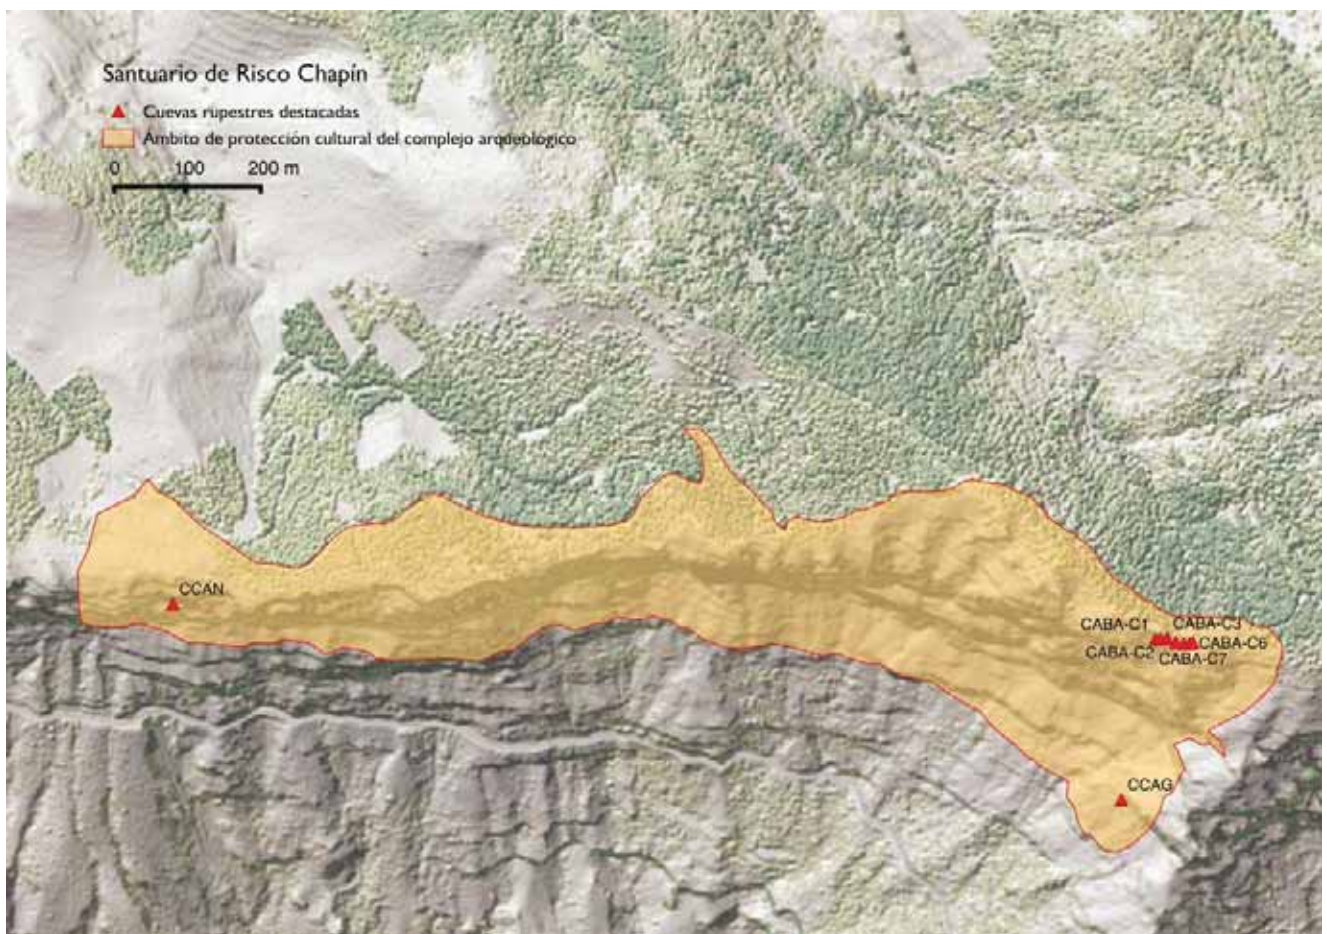 Santuario de Risco Chapín
Cuevas rupestres destacadas
Ámbito de protección cultural del complejo arqueológico
0 100 200 m
CCAN
CABA-C1 CABA-C3
CABA-C2 CABA-C6
CABA-C7
CCAG